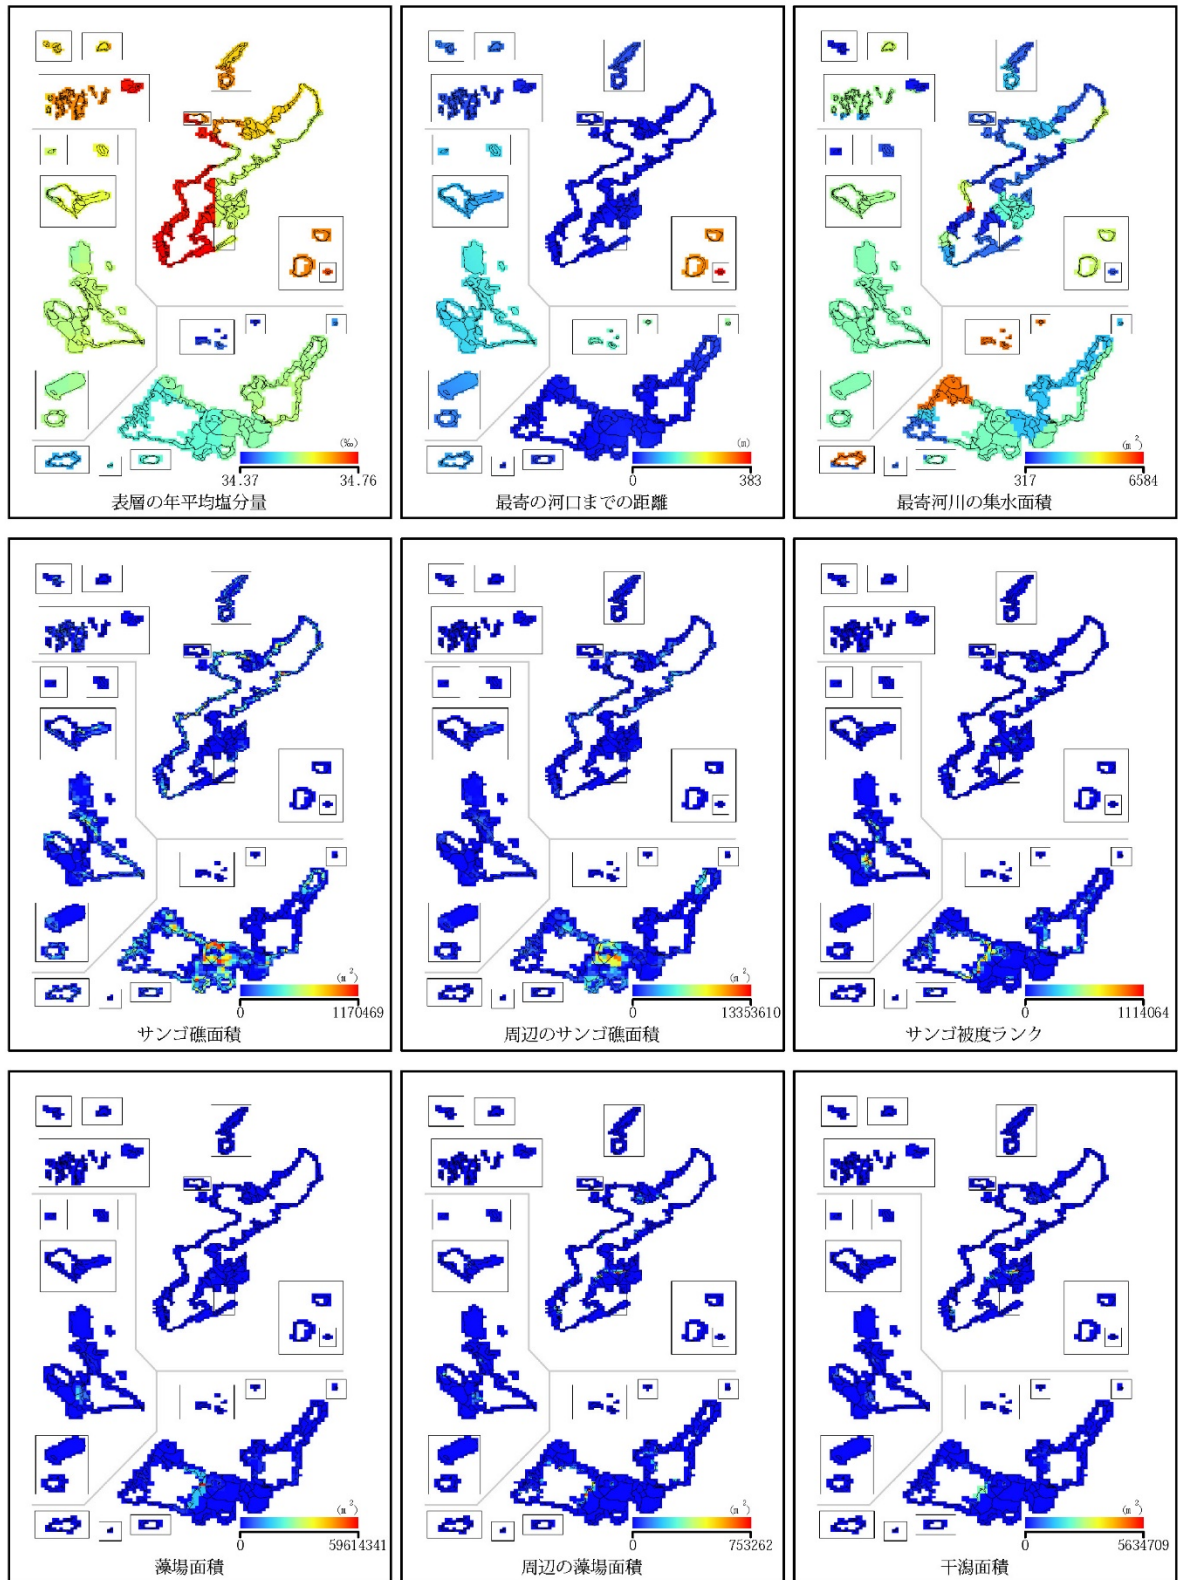 (‰)
34.37 34.76
表層の年平均塩分量
(m)
0 383
最寄の河口までの距離
(m²)
317 6584
最寄河川の集水面積
(m²)
0 1170469
サンゴ礁面積
(m²)
0 13353610
周辺のサンゴ礁面積
(m²)
0 1114064
サンゴ被度ランク
(m²)
0 59614341
藻場面積
(m²)
0 753262
周辺の藻場面積
(m²)
0 5634709
干潟面積